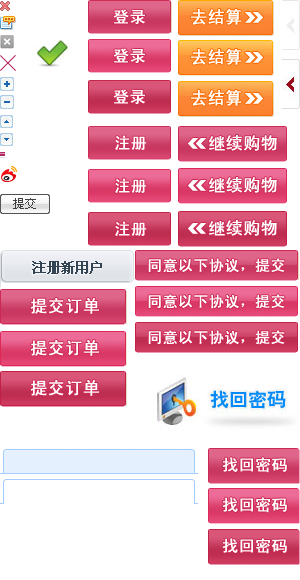 登录
去结算
登录
去结算
登录
去结算
注册
继续购物
注册
继续购物
提交
注册
继续购物
注册新用户
同意以下协议，提交
提交订单
同意以下协议，提交
提交订单
同意以下协议，提交
提交订单
找回密码
找回密码
找回密码
找回密码